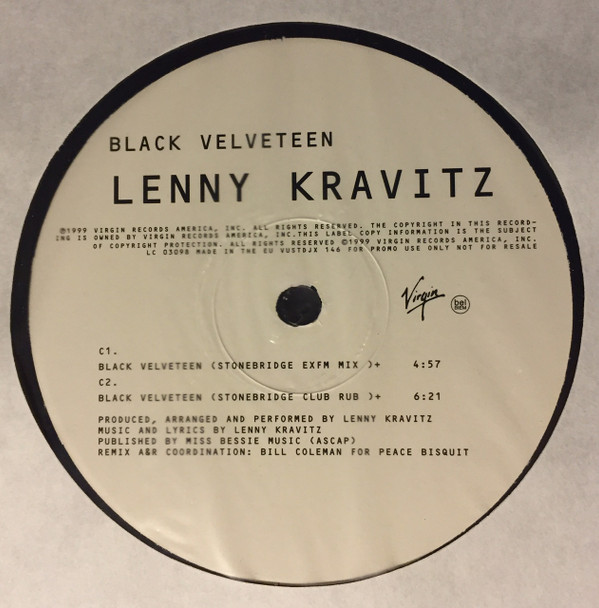 BLACK VELVETEEN
LENNY KRAVITZ
℗1999 VIRGIN RECORDS AMERICA, INC. ALL RIGHTS RESERVED. THE COPYRIGHT IN THIS RECORD-
ING IS OWNED BY VIRGIN RECORDS AMERICA, INC.THIS LABEL COPY INFORMATION IS THE SUBJECT
OF COPYRIGHT PROTECTION. ALL RIGHTS RESERVED ©1999 VIRGIN RECORDS AMERICA, INC.
LC 03098 MADE IN THE EU VUSTDJX 146 FOR PROMO USE ONLY NOT FOR RESALE
Virgin
bel
BIEM
C1.
BLACK VELVETEEN (STONEBRIDGE EXFM MIX )+ 4:57
C2.
BLACK VELVETEEN (STONEBRIDGE CLUB RUB )+ 6:21
PRODUCED, ARRANGED AND PERFORMED BY LENNY KRAVITZ
MUSIC AND LYRICS BY LENNY KRAVITZ
PUBLISHED BY MISS BESSIE MUSIC (ASCAP)
REMIX A&R COORDINATION: BILL COLEMAN FOR PEACE BISQUIT